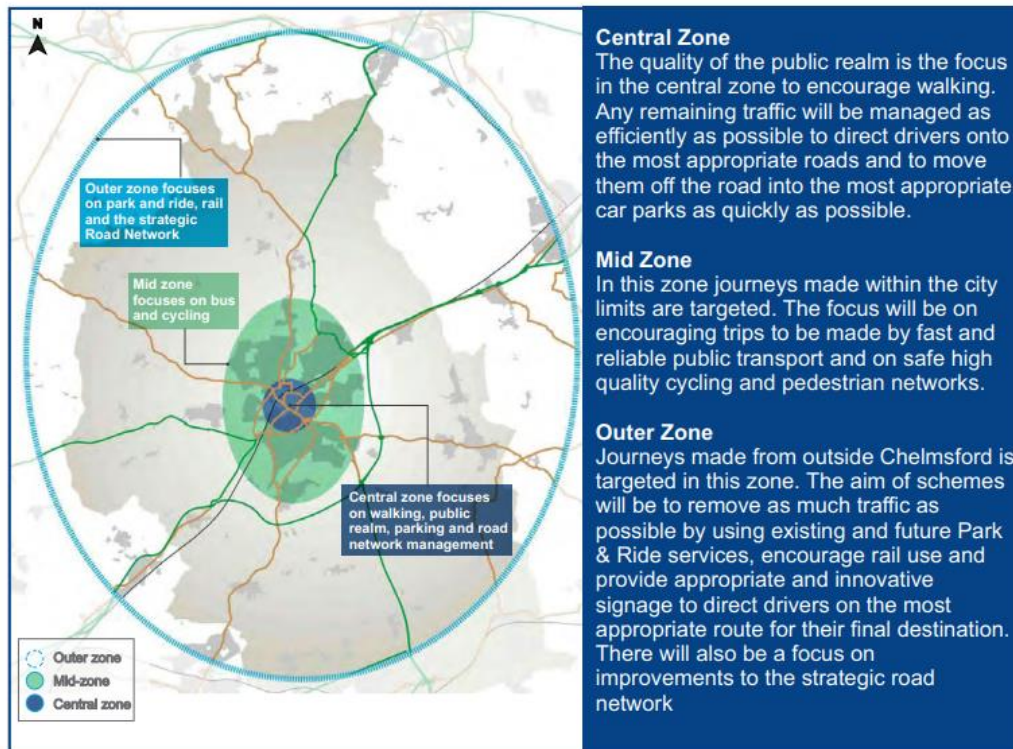 N
Outer zone focuses
on park and ride, rail
and the strategic
Road Network
Mid zone
focuses on bus
and cycling
Central zone focuses
on walking, public
realm, parking and road
network management
Outer zone
Mid-zone
Central zone
Central Zone
The quality of the public realm is the focus
in the central zone to encourage walking.
Any remaining traffic will be managed as
efficiently as possible to direct drivers onto
the most appropriate roads and to move
them off the road into the most appropriate
car parks as quickly as possible.
Mid Zone
In this zone journeys made within the city
limits are targeted. The focus will be on
encouraging trips to be made by fast and
reliable public transport and on safe high
quality cycling and pedestrian networks.
Outer Zone
Journeys made from outside Chelmsford is
targeted in this zone. The aim of schemes
will be to remove as much traffic as
possible by using existing and future Park
& Ride services, encourage rail use and
provide appropriate and innovative
signage to direct drivers on the most
appropriate route for their final destination.
There will also be a focus on
improvements to the strategic road
network